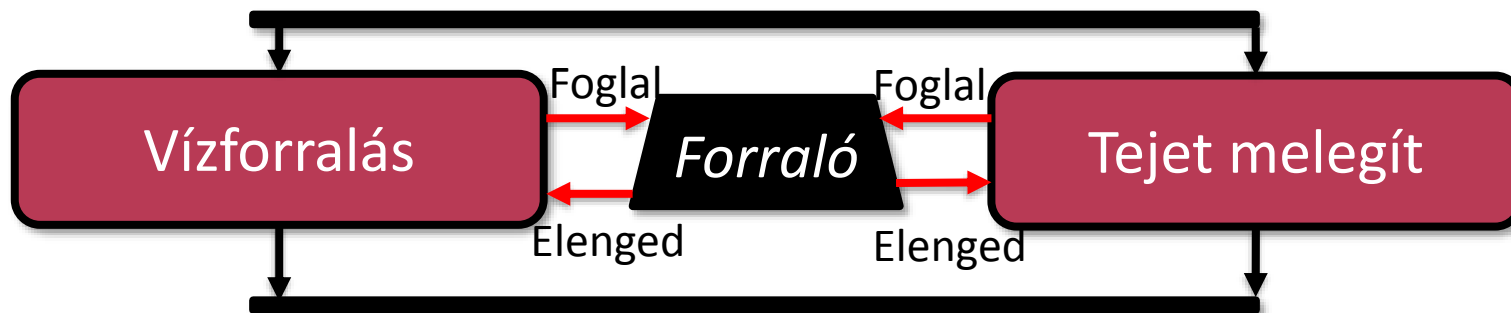 Foglal
Foglal
Vízforralás
Forraló
Tejet melegít
Elenged
Elenged